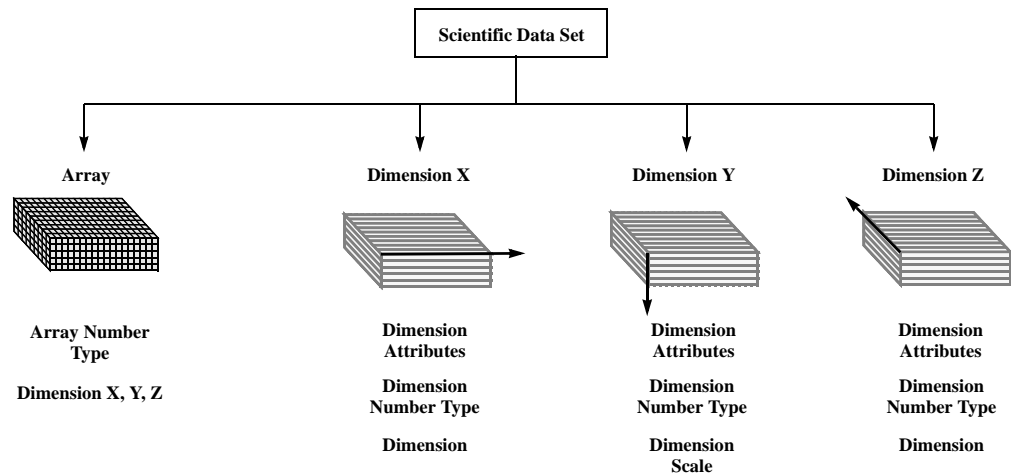 Scientific Data Set
Array
Dimension X
Dimension Y
Dimension Z
Array Number
Type
Dimension X, Y, Z
Dimension
Attributes
Dimension
Number Type
Dimension
Dimension
Attributes
Dimension
Number Type
Dimension
Scale
Dimension
Attributes
Dimension
Number Type
Dimension